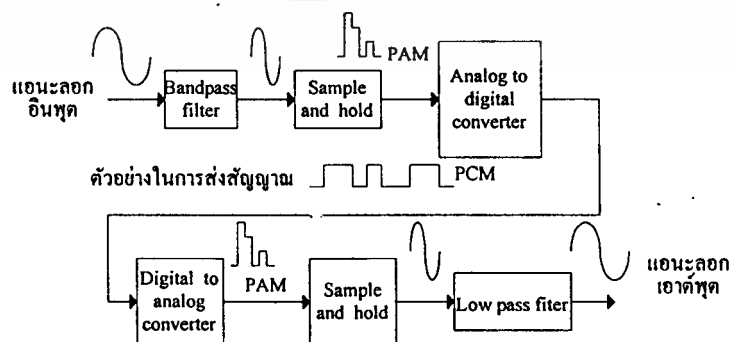 PAM
แอนะลอก
อินพุต
Bandpass
filter
Sample
and hold
Analog to
digital
converter
ตัวอย่างในการส่งสัญญาณ
PCM
Digital to
analog
converter
PAM
Sample
and hold
Low pass fiter
แอนะลอก
เอาต์พุต